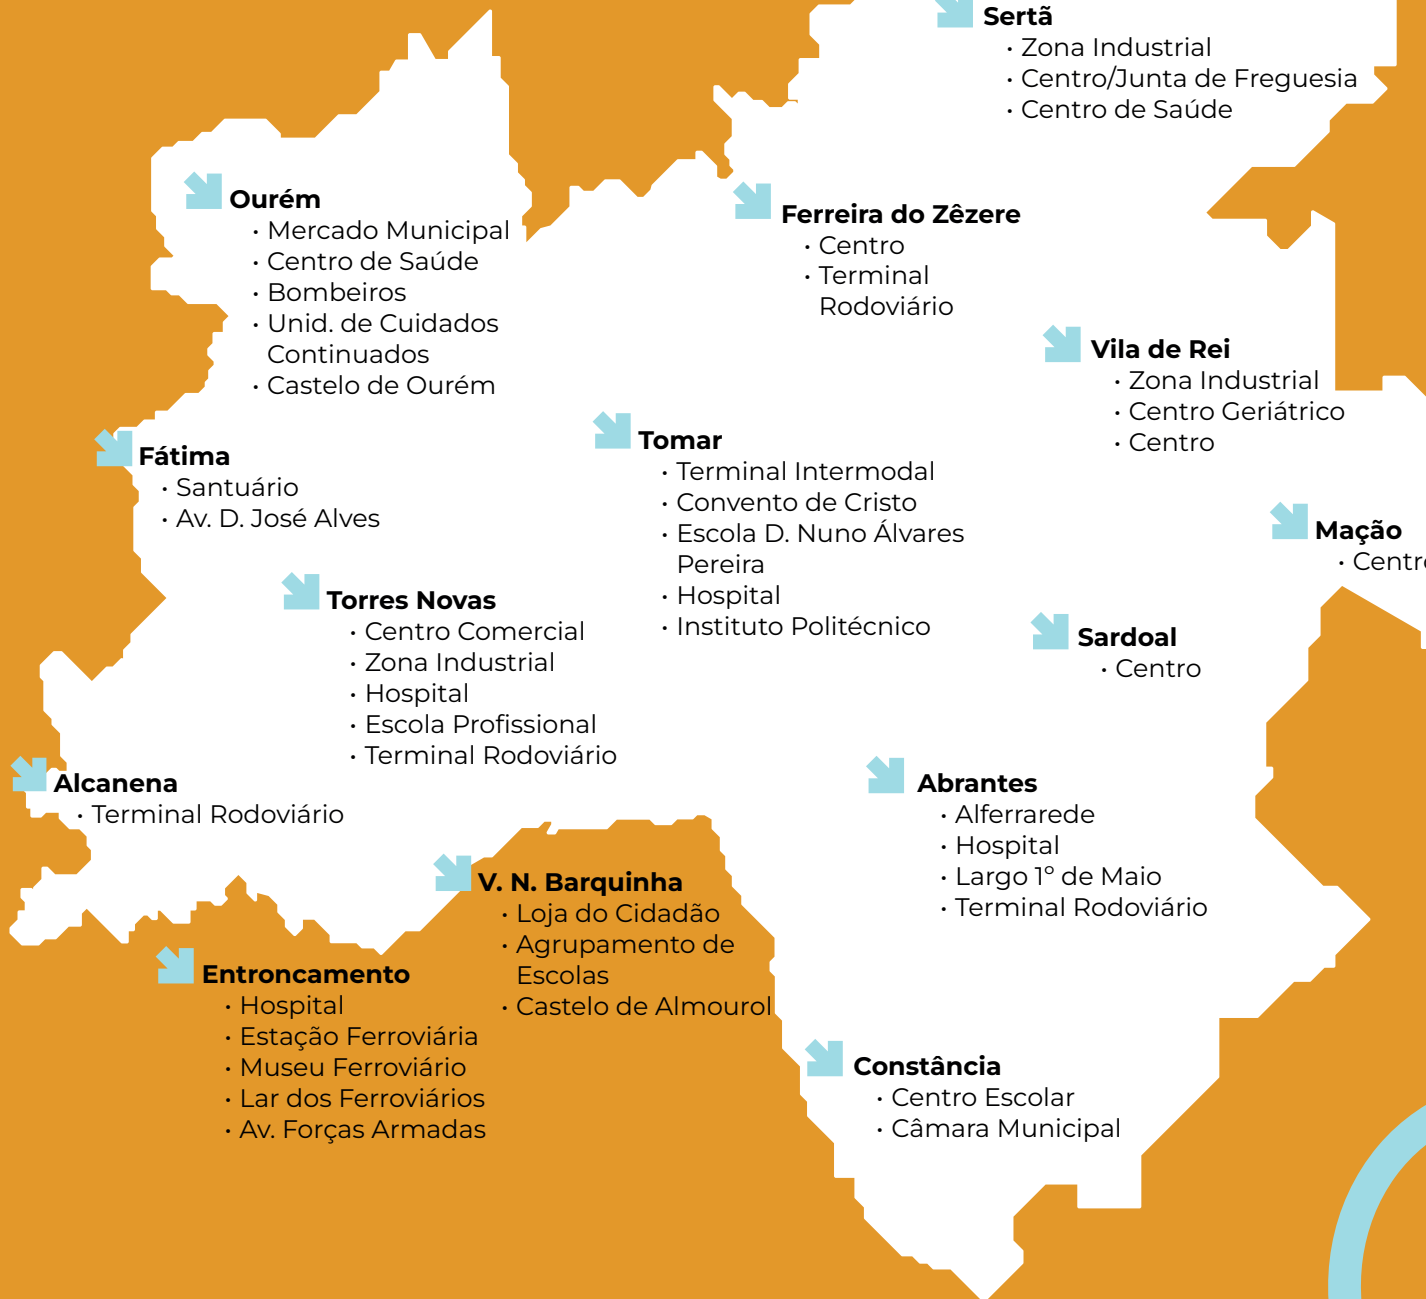 Sertã
· Zona Industrial
· Centro/Junta de Freguesia
· Centro de Saúde
Ourém
· Mercado Municipal
· Centro de Saúde
· Bombeiros
· Unid. de Cuidados
Continuados
· Castelo de Ourém
Ferreira do Zêzere
· Centro
· Terminal
Rodoviário
Vila de Rei
· Zona Industrial
· Centro Geriátrico
· Centro
Fátima
· Santuário
· Av. D. José Alves
Tomar
· Terminal Intermodal
· Convento de Cristo
· Escola D. Nuno Álvares
Pereira
· Hospital
· Instituto Politécnico
Mação
· Centro
Torres Novas
· Centro Comercial
· Zona Industrial
· Hospital
· Escola Profissional
· Terminal Rodoviário
Sardoal
· Centro
Alcanena
· Terminal Rodoviário
Abrantes
· Alferrarede
· Hospital
· Largo 1º de Maio
· Terminal Rodoviário
V. N. Barquinha
· Loja do Cidadão
· Agrupamento de
Escolas
· Castelo de Almourol
Entroncamento
· Hospital
· Estação Ferroviária
· Museu Ferroviário
· Lar dos Ferroviários
· Av. Forças Armadas
Constância
· Centro Escolar
· Câmara Municipal